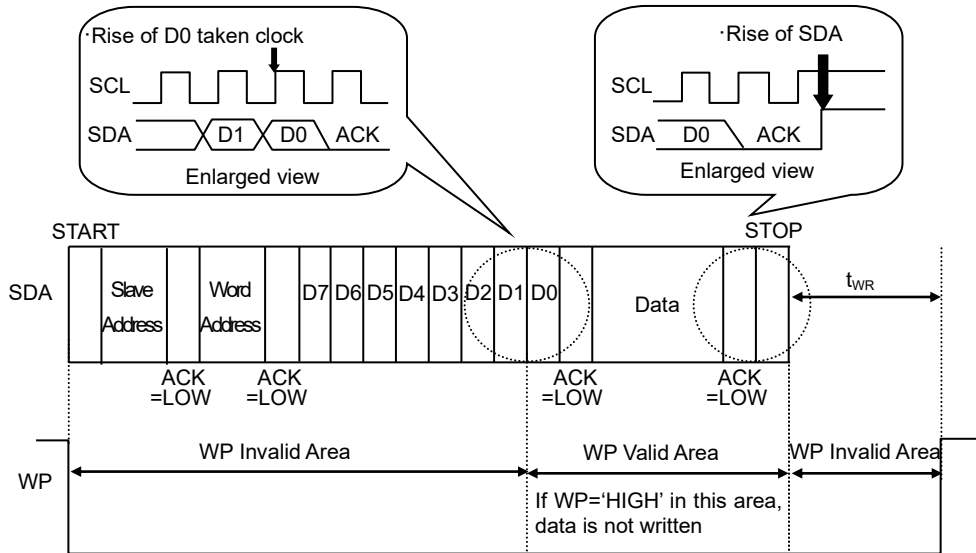 ·Rise of D0 taken clock
SCL
SDA
D1
D0
ACK
Enlarged view
·Rise of SDA
SCL
SDA
D0
ACK
Enlarged view
START
STOP
SDA
Slave
Address
Word
Address
D7
D6
D5
D4
D3
D2
D1
D0
Data
tWR
ACK
=LOW
ACK
=LOW
ACK
=LOW
ACK
=LOW
WP
WP Invalid Area
WP Valid Area
WP Invalid Area
If WP=‘HIGH’ in this area,
data is not written